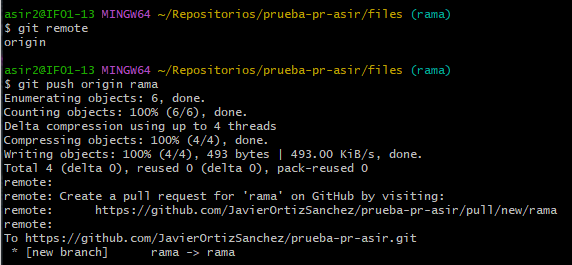 asir2@IFO1-13 MINGW64 ~/Repositorios/prueba-pr-asir/files (rama)
$ git remote
origin
asir2@IFO1-13 MINGW64 ~/Repositorios/prueba-pr-asir/files (rama)
$ git push origin rama
Enumerating objects: 6, done.
Counting objects: 100% (6/6), done.
Delta compression using up to 4 threads
Compressing objects: 100% (4/4), done.
Writing objects: 100% (4/4), 493 bytes | 493.00 KiB/s, done.
Total 4 (delta 0), reused 0 (delta 0), pack-reused 0
remote:
remote: Create a pull request for 'rama' on GitHub by visiting:
remote:      https://github.com/JavierOrtizSanchez/prueba-pr-asir/pull/new/rama
remote:
To https://github.com/JavierOrtizSanchez/prueba-pr-asir.git
 * [new branch]      rama -> rama